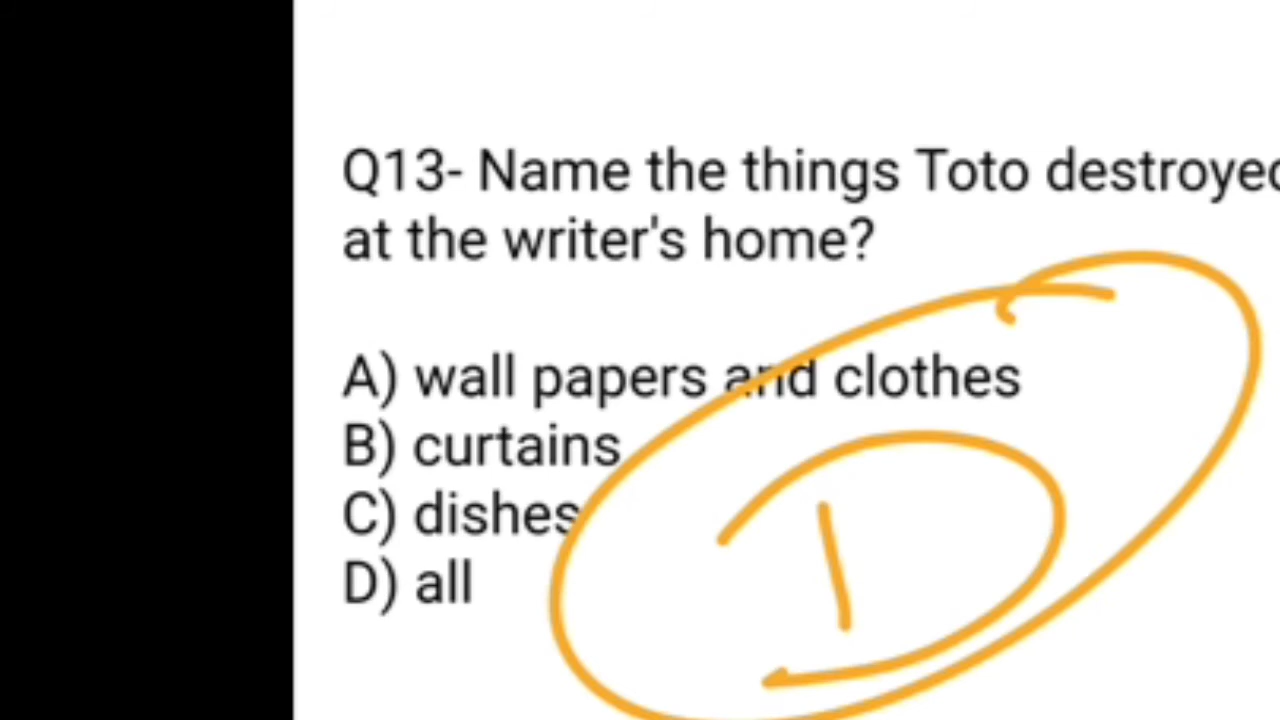 Q13- Name the things Toto destroyed
at the writer's home?
A) wall papers and clothes
B) curtains
C) dishes
D) all
D